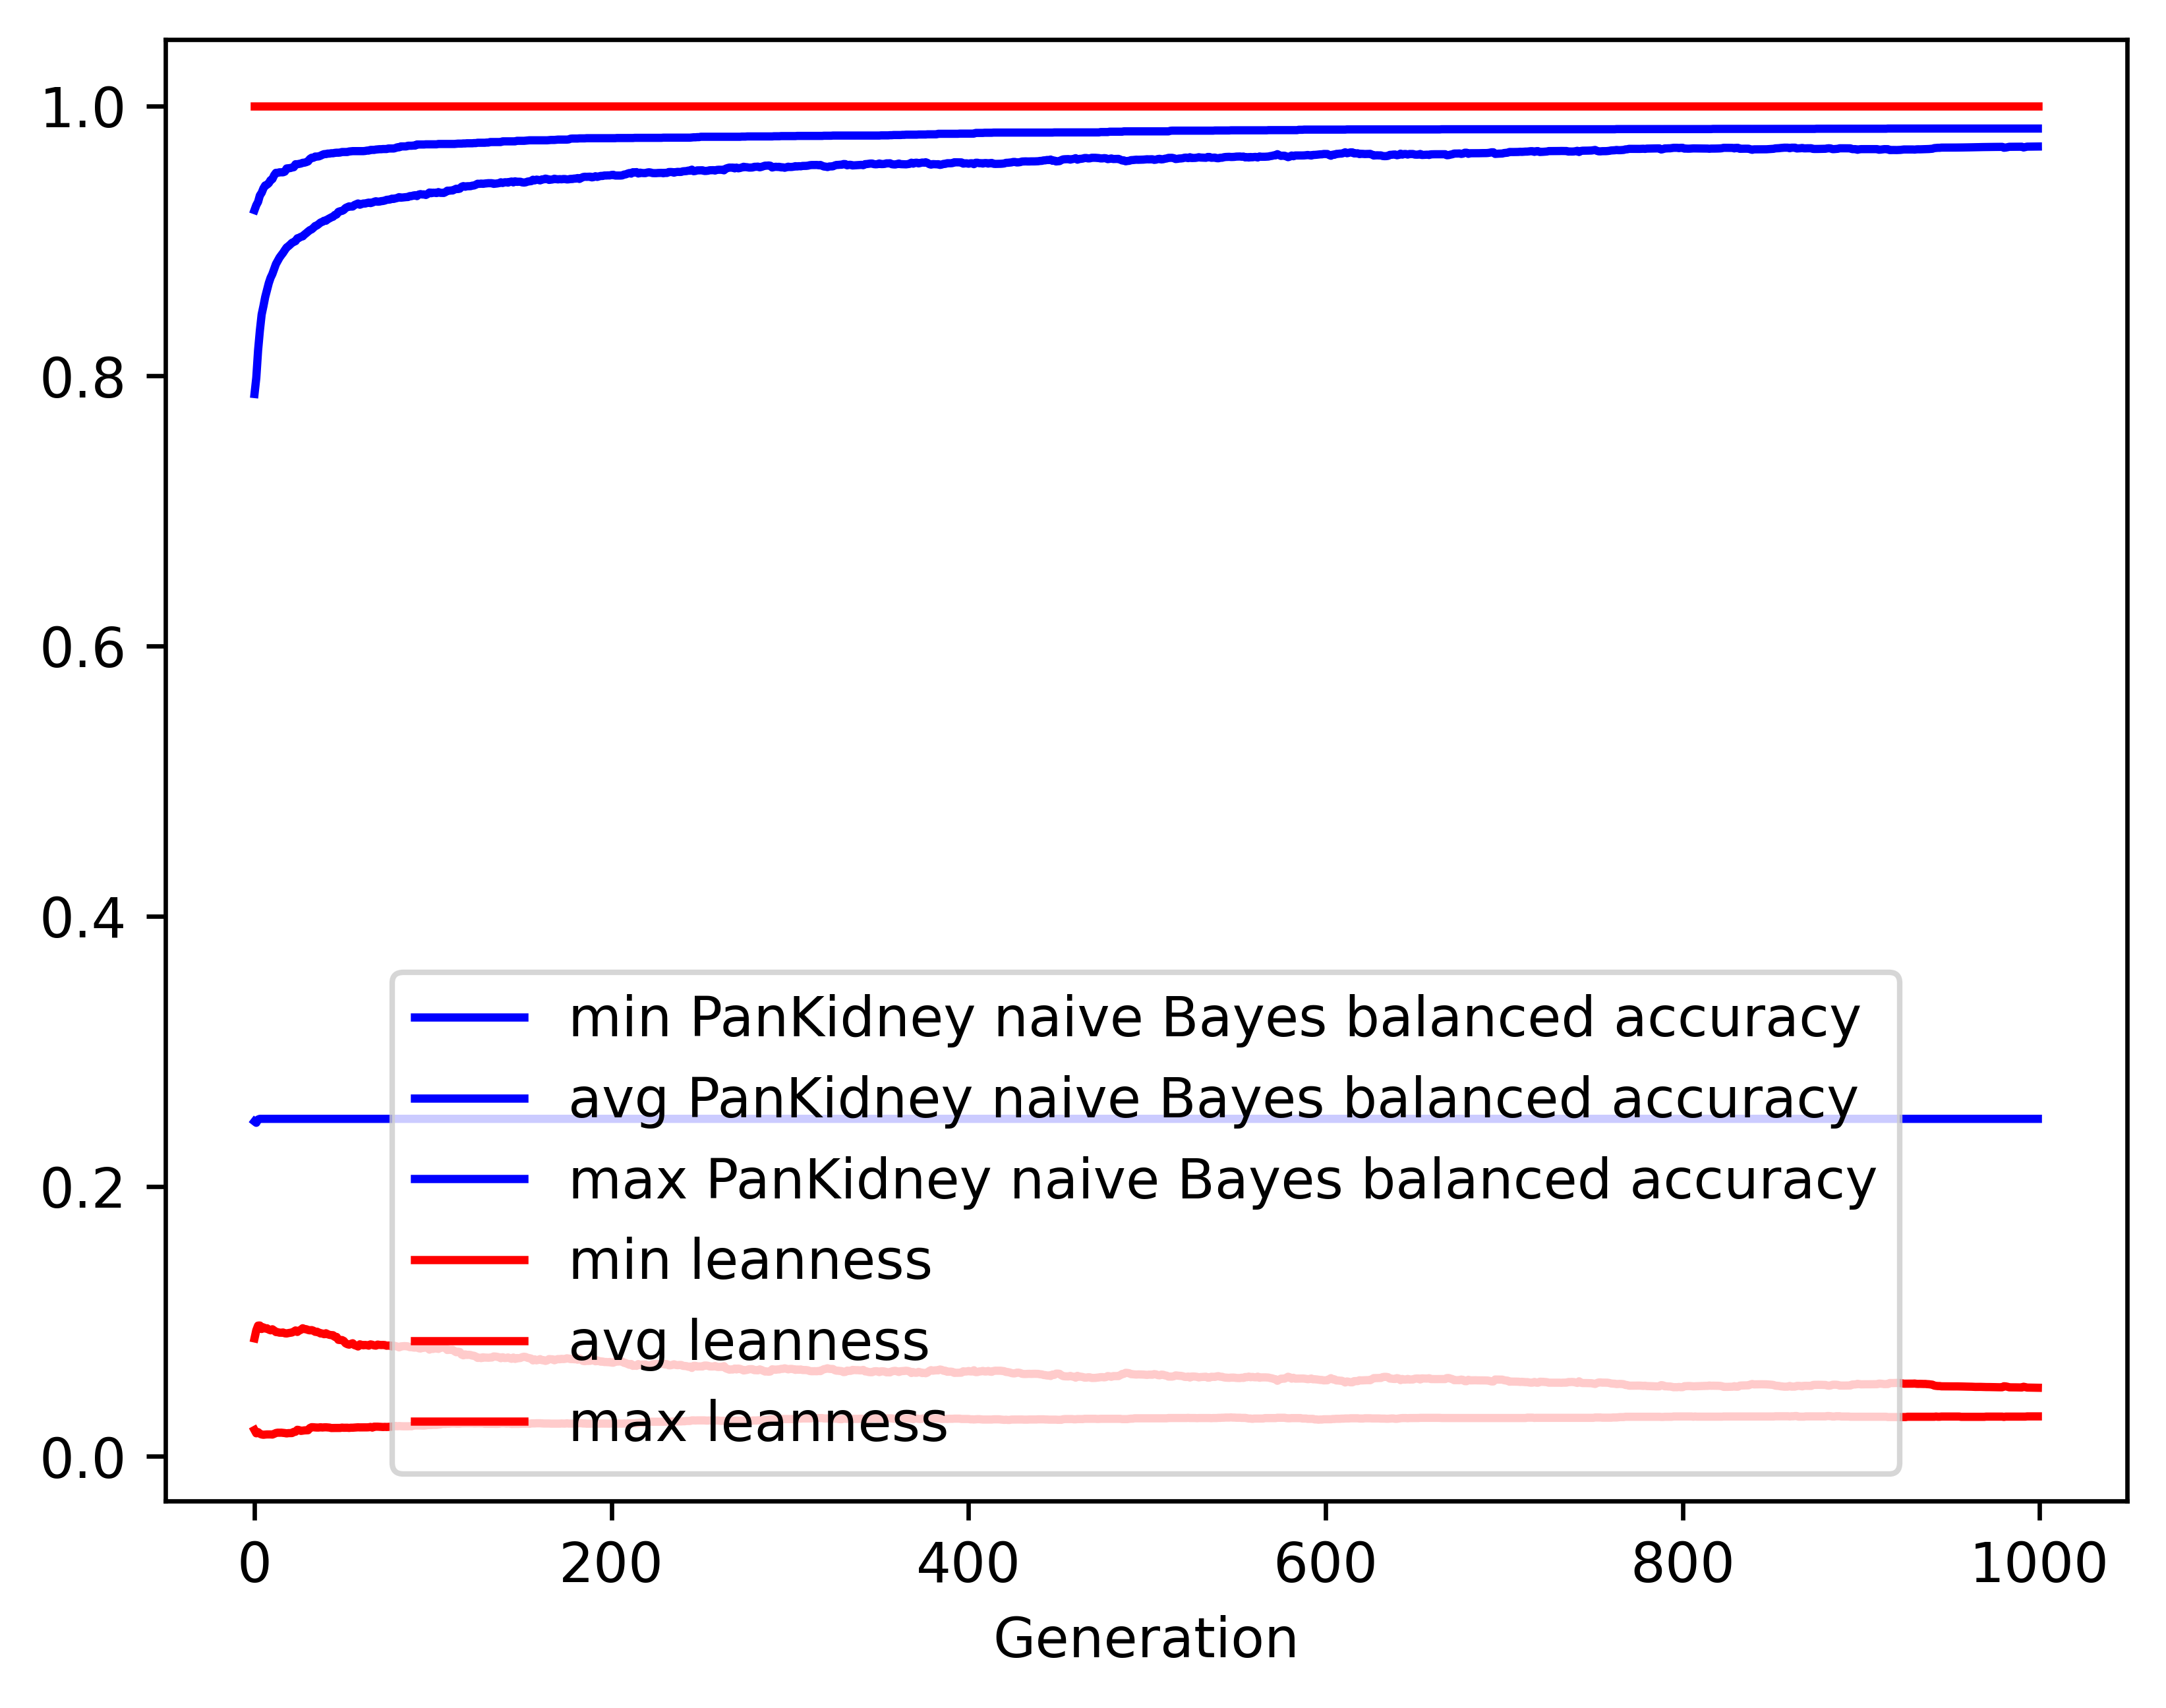 1.0
0.8
0.6
0.4
0.2
0.0
min PanKidney naive Bayes balanced accuracy
avg PanKidney naive Bayes balanced accuracy
max PanKidney naive Bayes balanced accuracy
min leanness
avg leanness
max leanness
0 200 400 600 800 1000
Generation